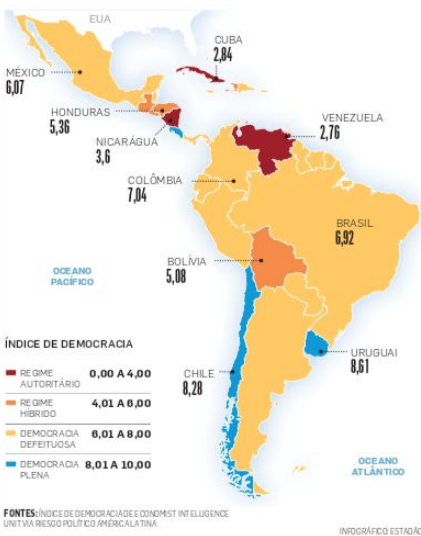 EUA
CUBA
2,84
MÉXICO
6,07
HONDURAS
5,36
NICARÁGUA
3,6
VENEZUELA
2,76
COLÔMBIA
7,04
BRASIL
6,92
BOLÍVIA
5,08
OCEANO
PACÍFICO
ÍNDICE DE DEMOCRACIA
REGIME
AUTORITÁRIO
0,00 A 4,00
REGIME
HÍBRIDO
4,01 A 6,00
DEMOCRACIA
DEFEITUOSA
6,01 A 8,00
DEMOCRACIA
PLENA
8,01 A 10,00
CHILE
8,28
URUGUAI
8,61
OCEANO
ATLÂNTICO
FONTES: ÍNDICE DE DEMOCRACIA DE ECONOMIST INTELLIGENCE
UNIT VIA RIESGO POLÍTICO AMÉRICA LATINA
INFOGRÁFICO: ESTADÃO